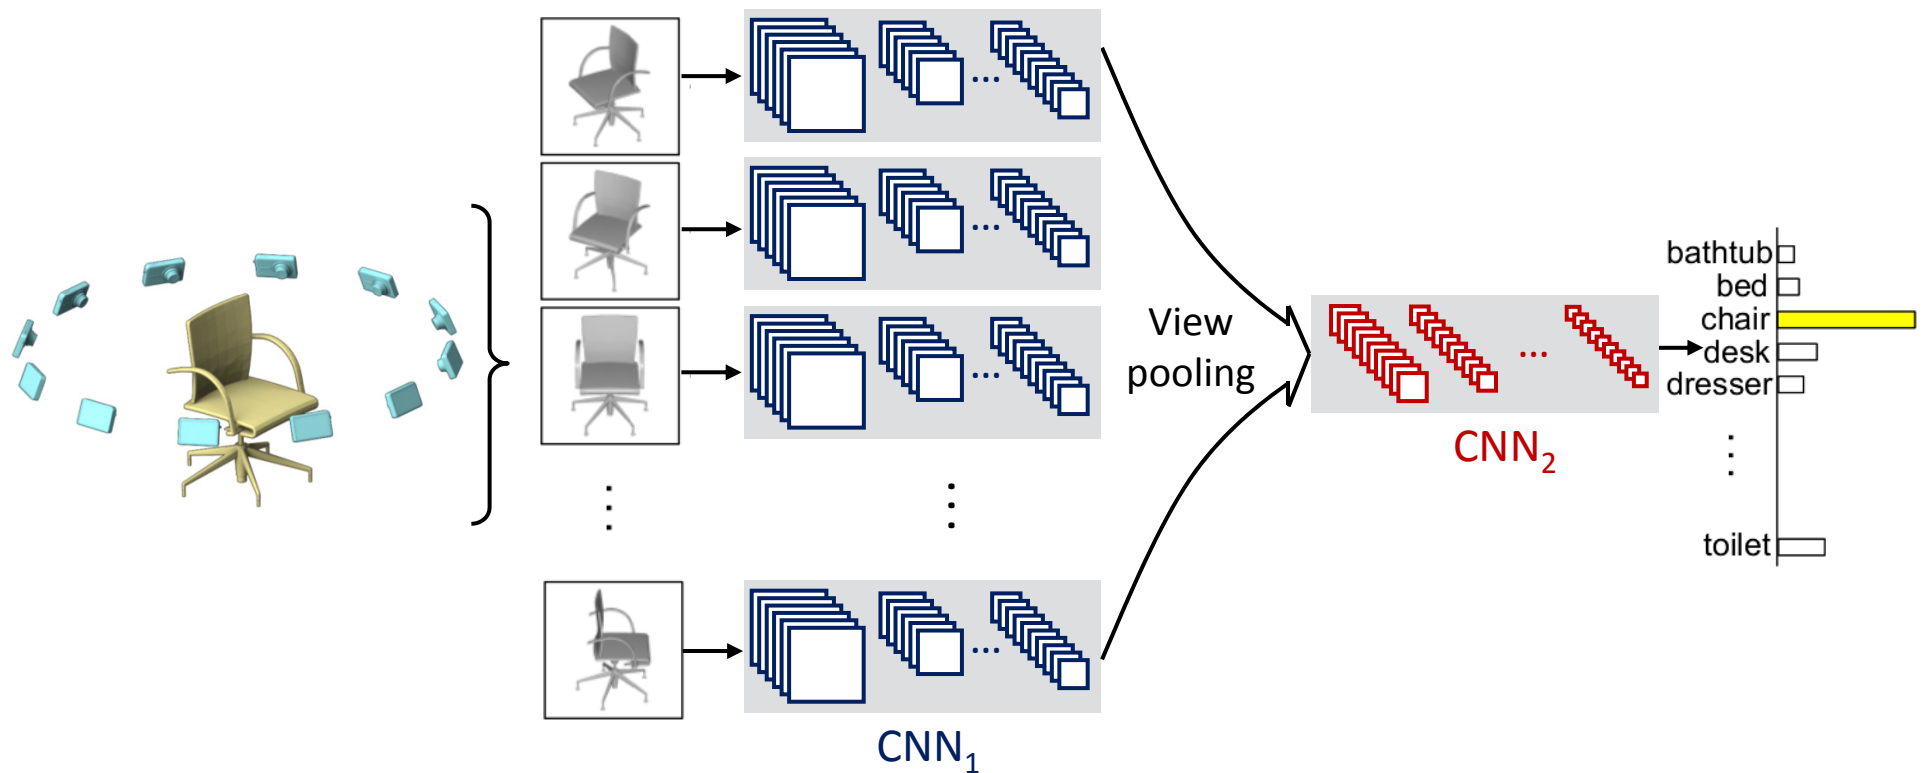 View
pooling
CNN₁
CNN₂
bathtub
bed
chair
desk
dresser
toilet